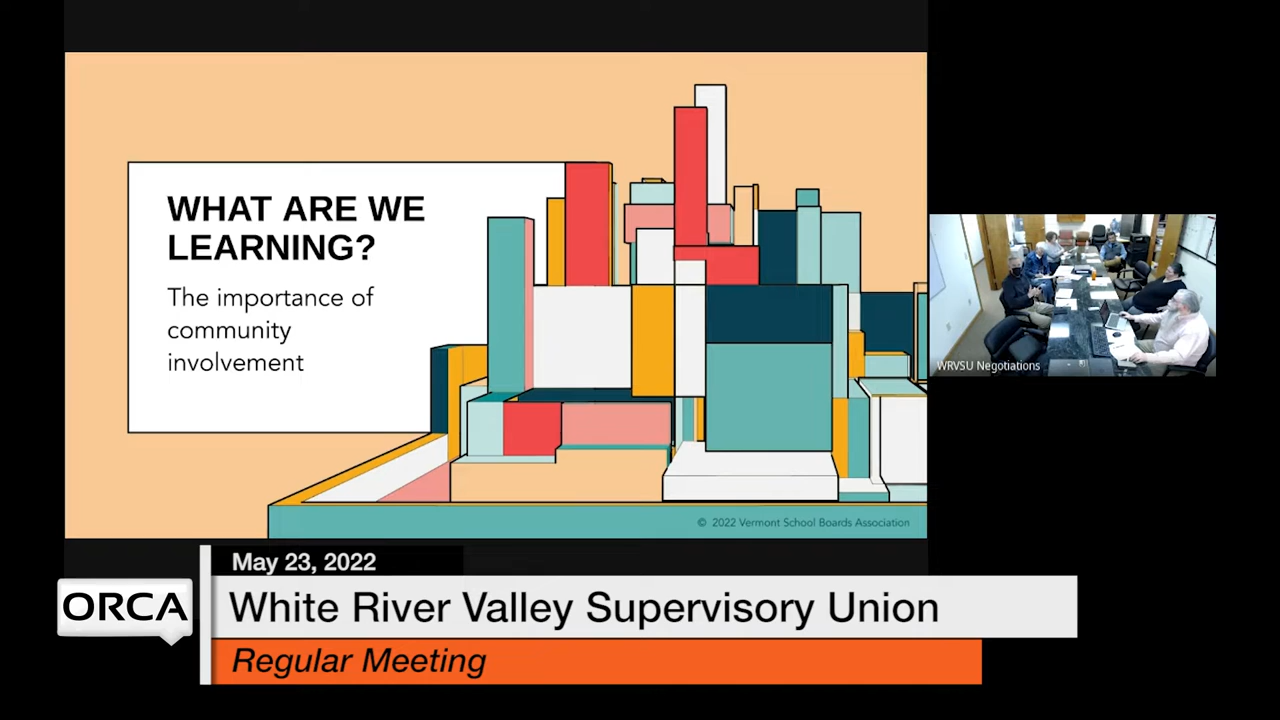 WHAT ARE WE
LEARNING?
The importance of
community
involvement
© 2022 Vermont School Boards Association
WRVSU Negotiations
May 23, 2022
ORCA
White River Valley Supervisory Union
Regular Meeting